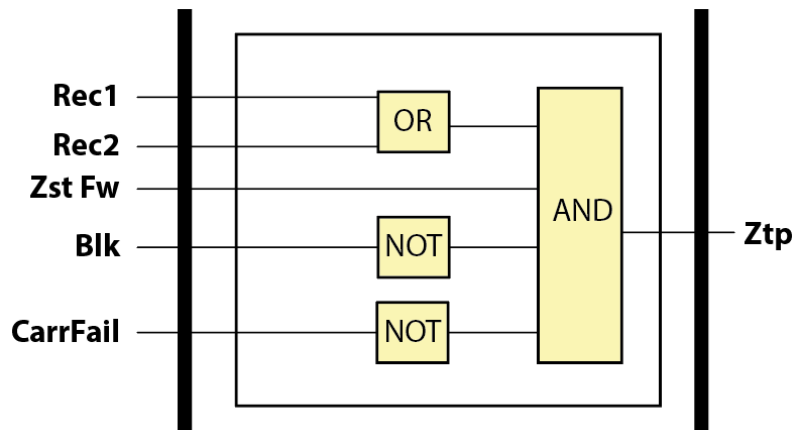 Rec1
OR
Rec2
Zst Fw
AND
Blk
NOT
Ztp
CarrFail
NOT